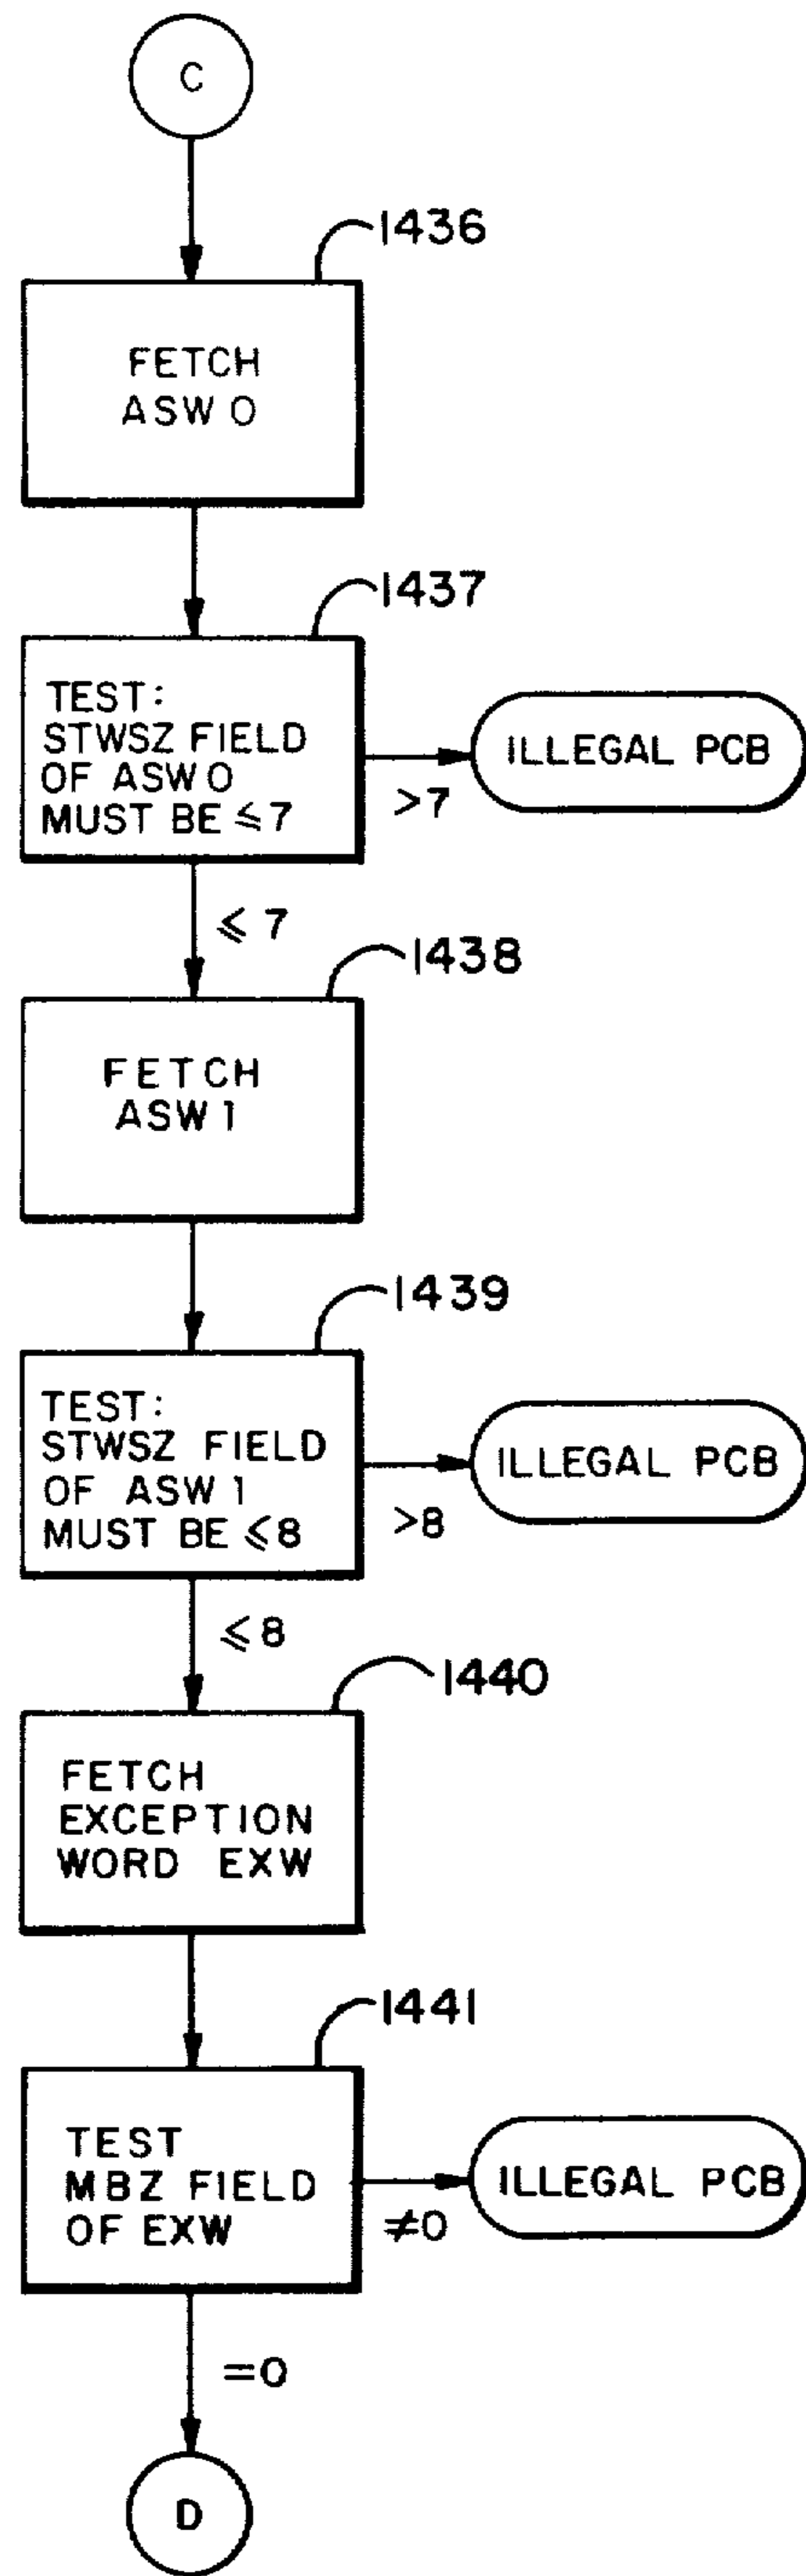 C
1436
FETCH
ASW 0
1437
TEST:
STWSZ FIELD
OF ASW 0
MUST BE ≤ 7
>7
ILLEGAL PCB
≤ 7
1438
FETCH
ASW 1
1439
TEST:
STWSZ FIELD
OF ASW 1
MUST BE ≤8
>8
ILLEGAL PCB
≤8
1440
FETCH
EXCEPTION
WORD EXW
1441
TEST
MBZ FIELD
OF EXW
≠0
ILLEGAL PCB
=0
D